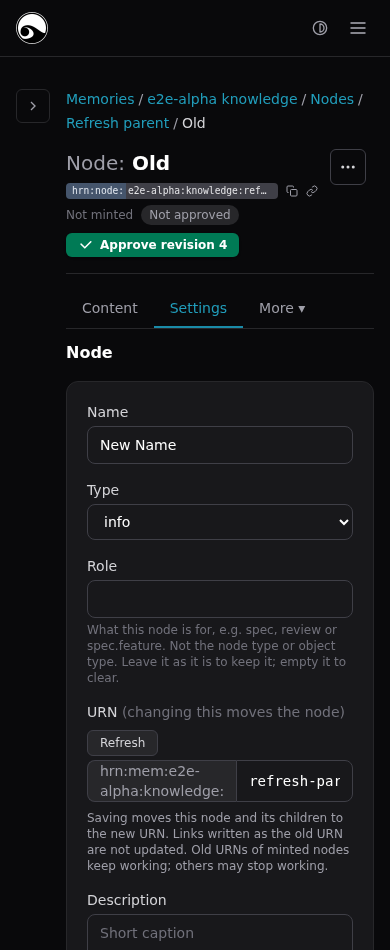 Memories / e2e-alpha knowledge / Nodes /
Refresh parent / Old
Node: Old
hrn:node: e2e-alpha:knowledge:ref…
Not minted Not approved
Approve revision 4
Content Settings More ▾
Node
Name
New Name
Type
info
Role
What this node is for, e.g. spec, review or
spec.feature. Not the node type or object
type. Leave it as it is to keep it; empty it to
clear.
URN (changing this moves the node)
Refresh
hrn:mem:e2e-
alpha:knowledge:
refresh-par
Saving moves this node and its children to
the new URN. Links written as the old URN
are not updated. Old URNs of minted nodes
keep working; others may stop working.
Description
Short caption